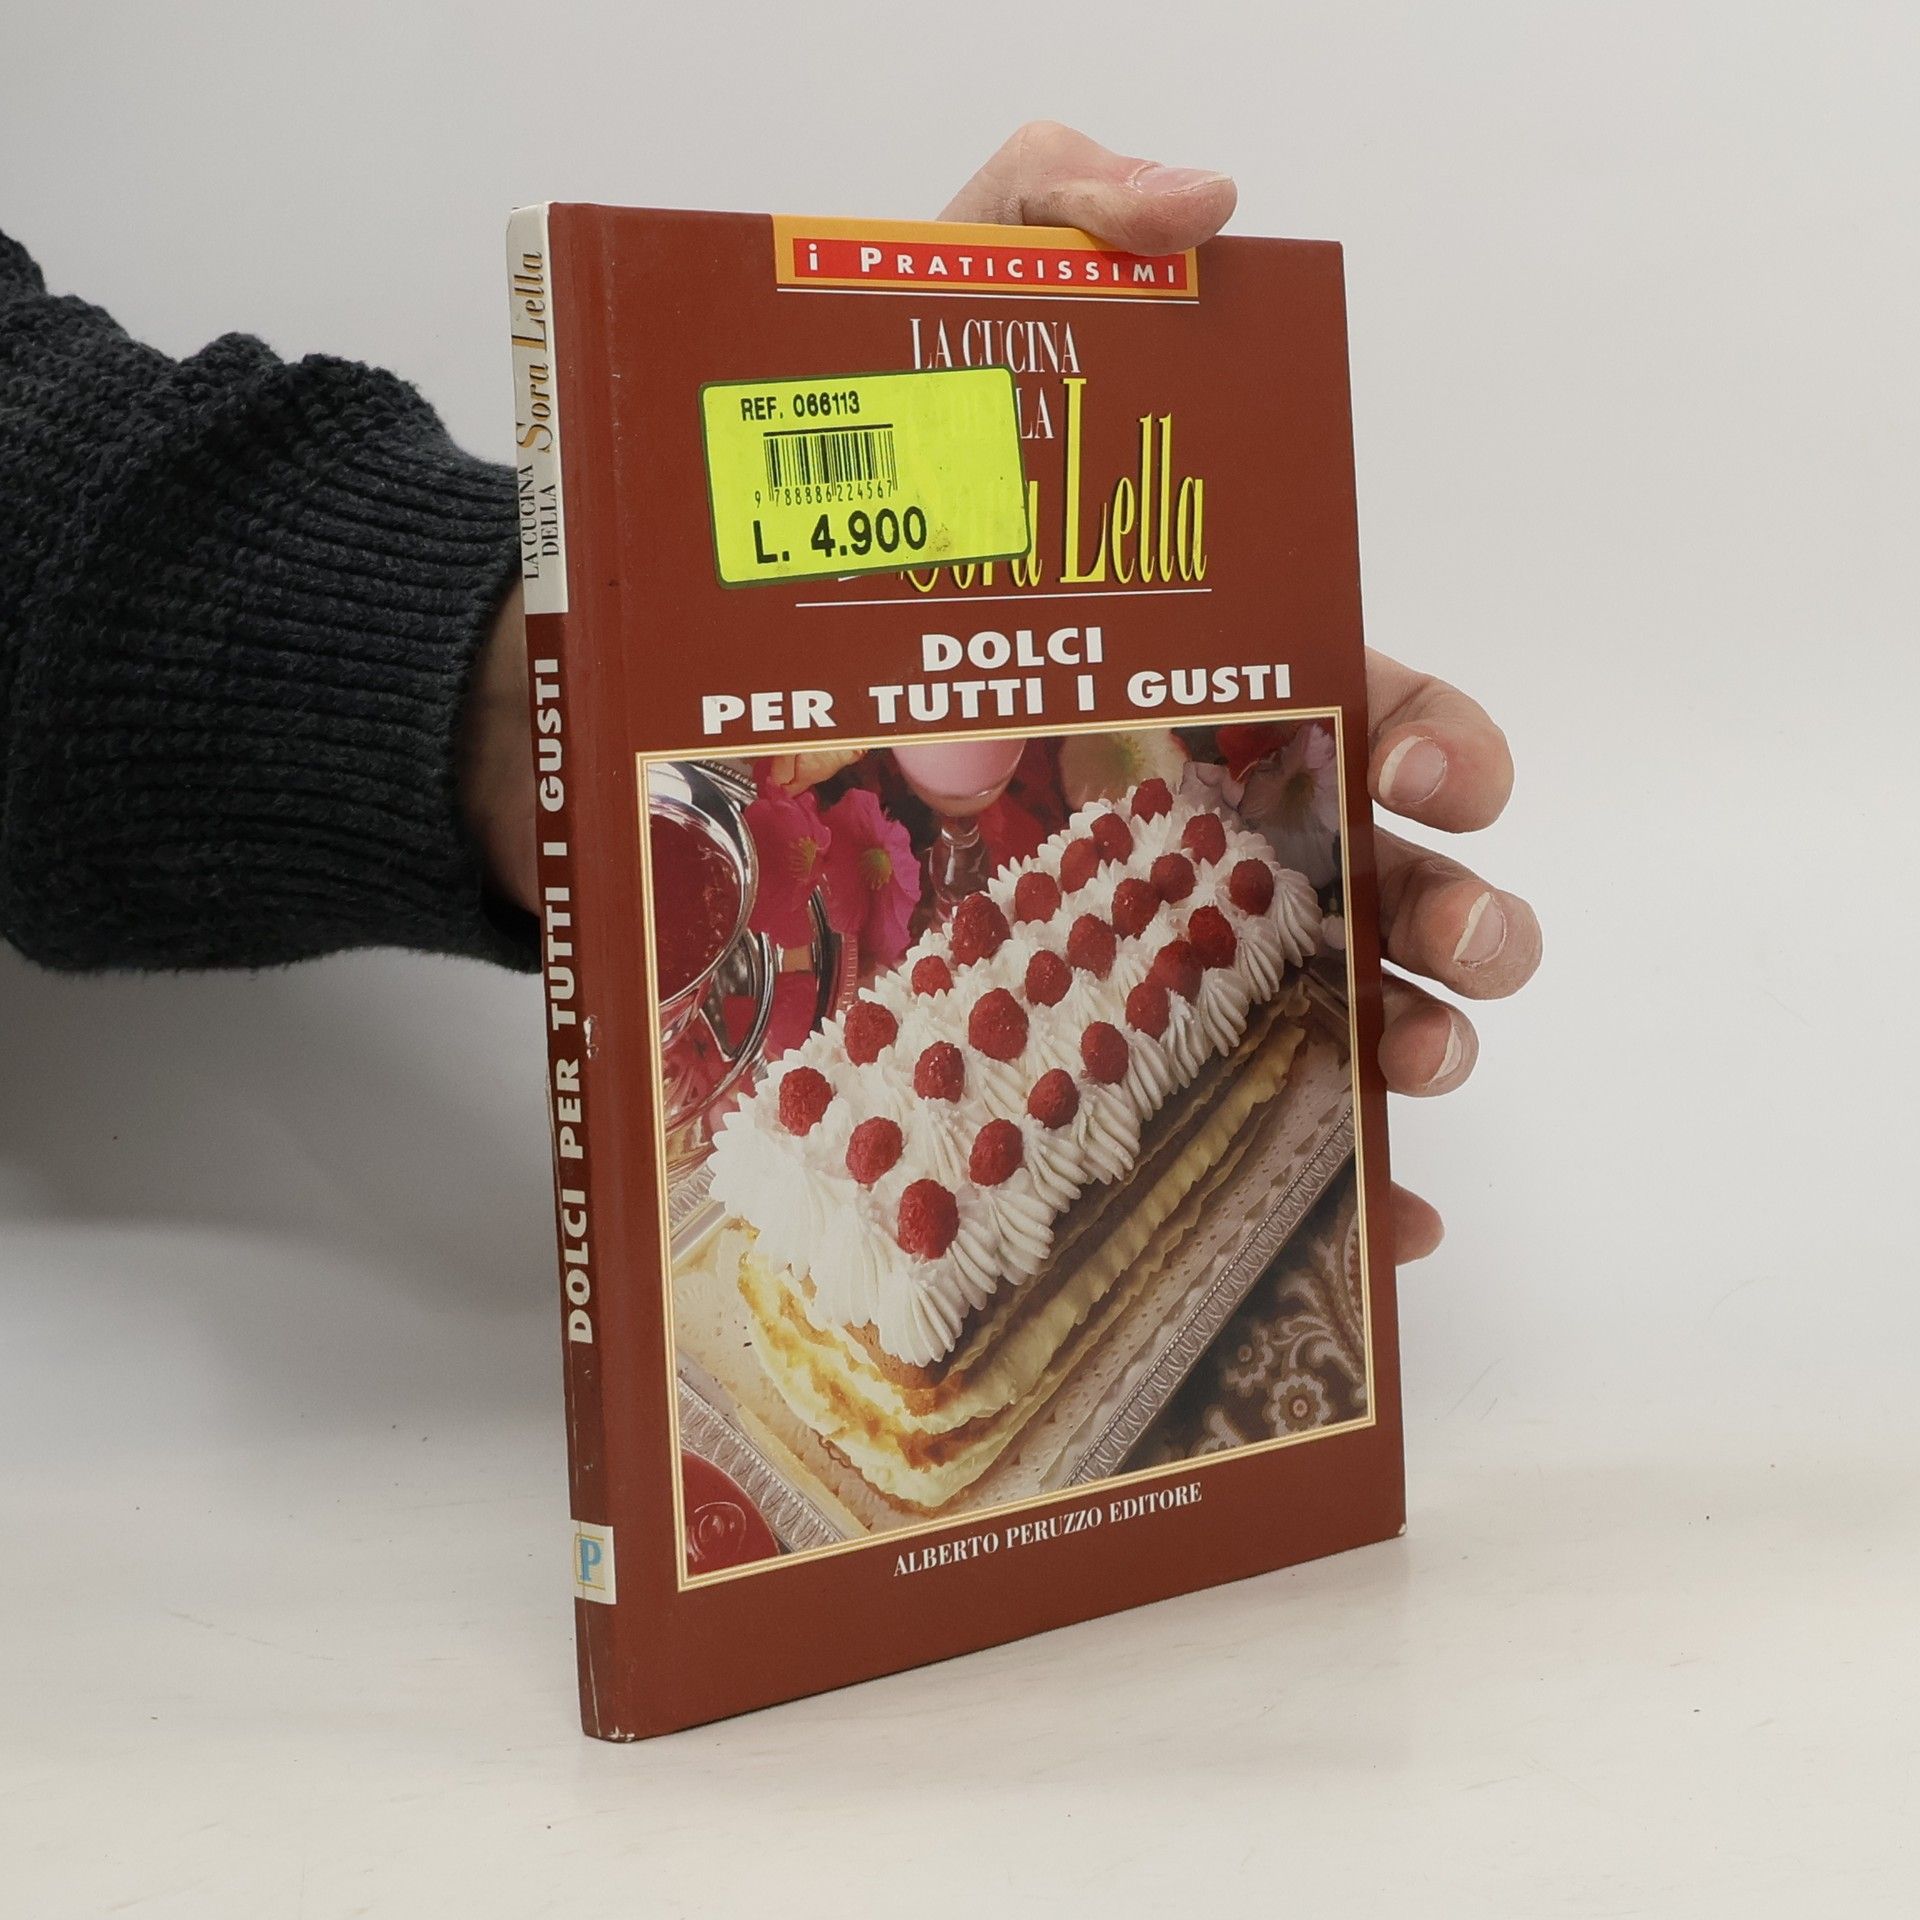 i PRATICISSIMI
LA CUCINA
LA
Sora Lella
REF. 066113
9 788886 224567
L. 4.900
DOLCI
PER TUTTI I GUSTI
ALBERTO PERUZZO EDITORE
LA CUCINA
DELLA
Sora Lella
DOLCI PER TUTTI I GUSTI
P